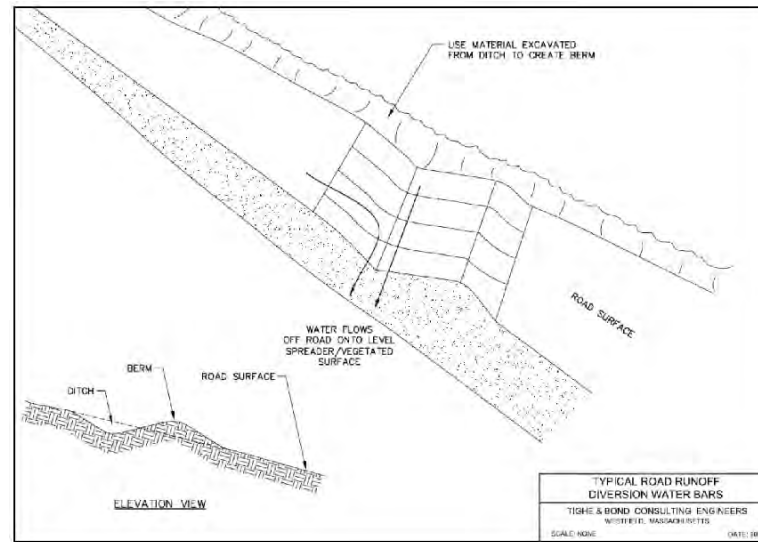 USE MATERIAL EXCAVATED
FROM DITCH TO CREATE BERM
ROAD SURFACE
WATER FLOWS
OFF ROAD ONTO LEVEL
SPREADER/VEGETATED
SURFACE
BERM
DITCH
ROAD SURFACE
ELEVATION VIEW
TYPICAL ROAD RUNOFF
DIVERSION WATER BARS
TIGHE & BOND CONSULTING ENGINEERS
WESTFIELD, MASSACHUSETTS
SCALE: NONE
DATE: